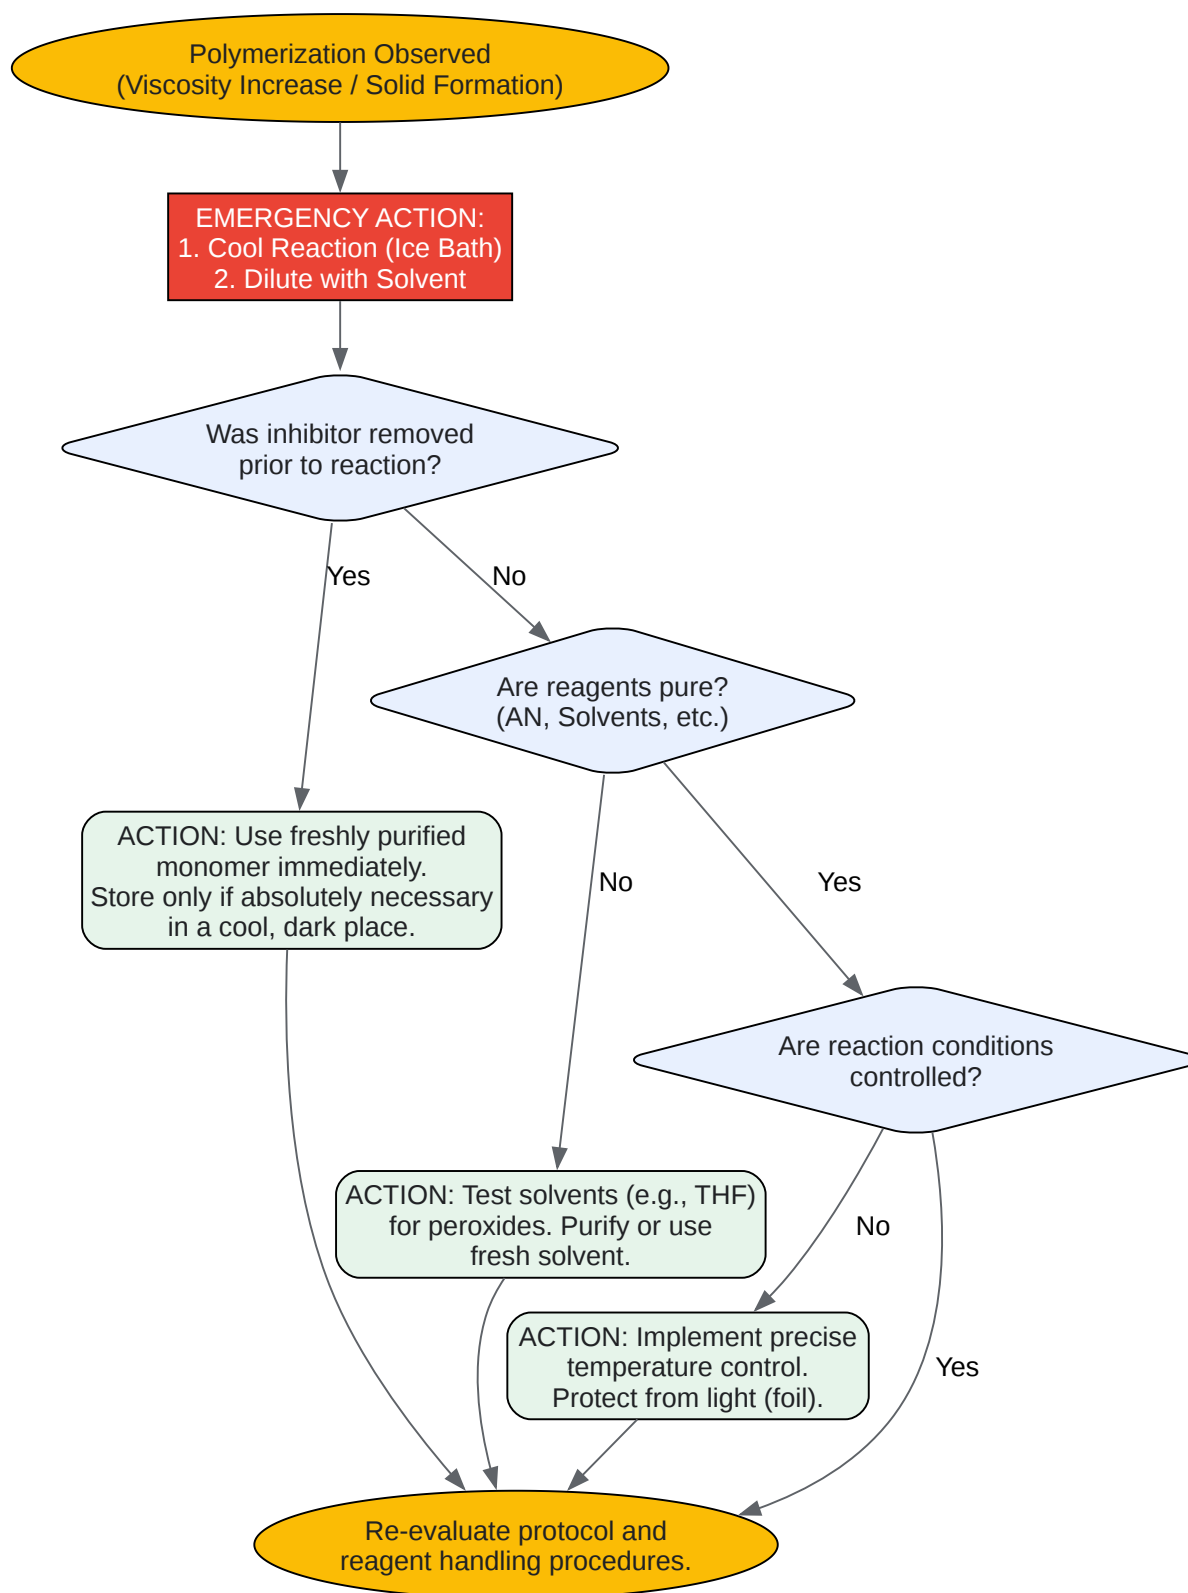 Polymerization Observed
(Viscosity Increase / Solid Formation)
EMERGENCY ACTION:
1. Cool Reaction (Ice Bath)
2. Dilute with Solvent
Was inhibitor removed
prior to reaction?
Yes
No
Are reagents pure?
(AN, Solvents, etc.)
ACTION: Use freshly purified
monomer immediately.
Store only if absolutely necessary
in a cool, dark place.
No
Yes
Are reaction conditions
controlled?
ACTION: Test solvents (e.g., THF)
for peroxides. Purify or use
fresh solvent.
No
ACTION: Implement precise
temperature control.
Protect from light (foil).
Yes
Re-evaluate protocol and
reagent handling procedures.